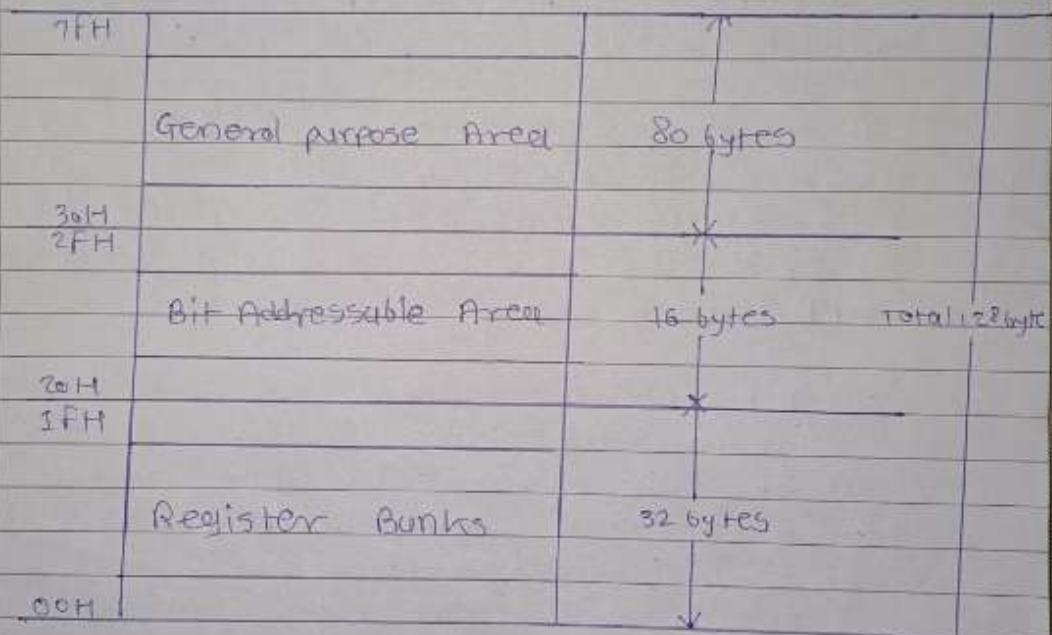 7FH
General purpose Area 80 bytes
30H
2FH
Bit Addressable Area 16 bytes Total 128 byte
20H
1FH
Register Banks 32 bytes
00H